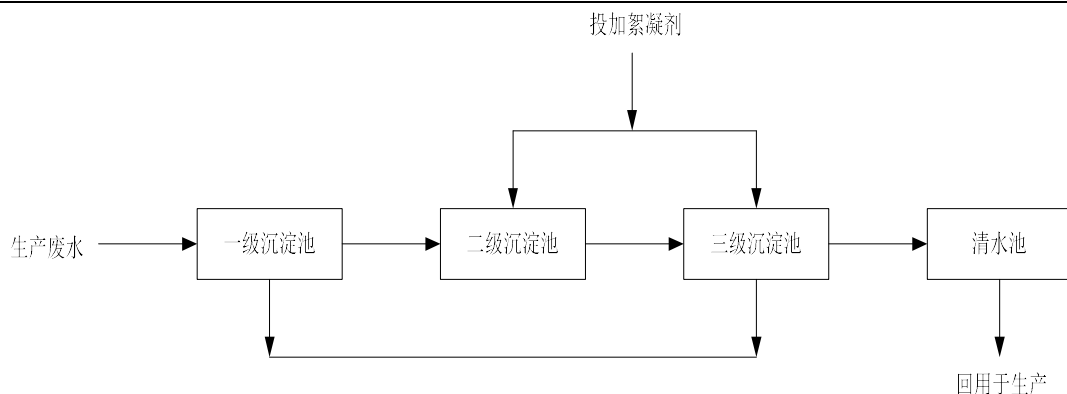 投加絮凝剂
生产废水
一级沉淀池
二级沉淀池
三级沉淀池
清水池
回用于生产